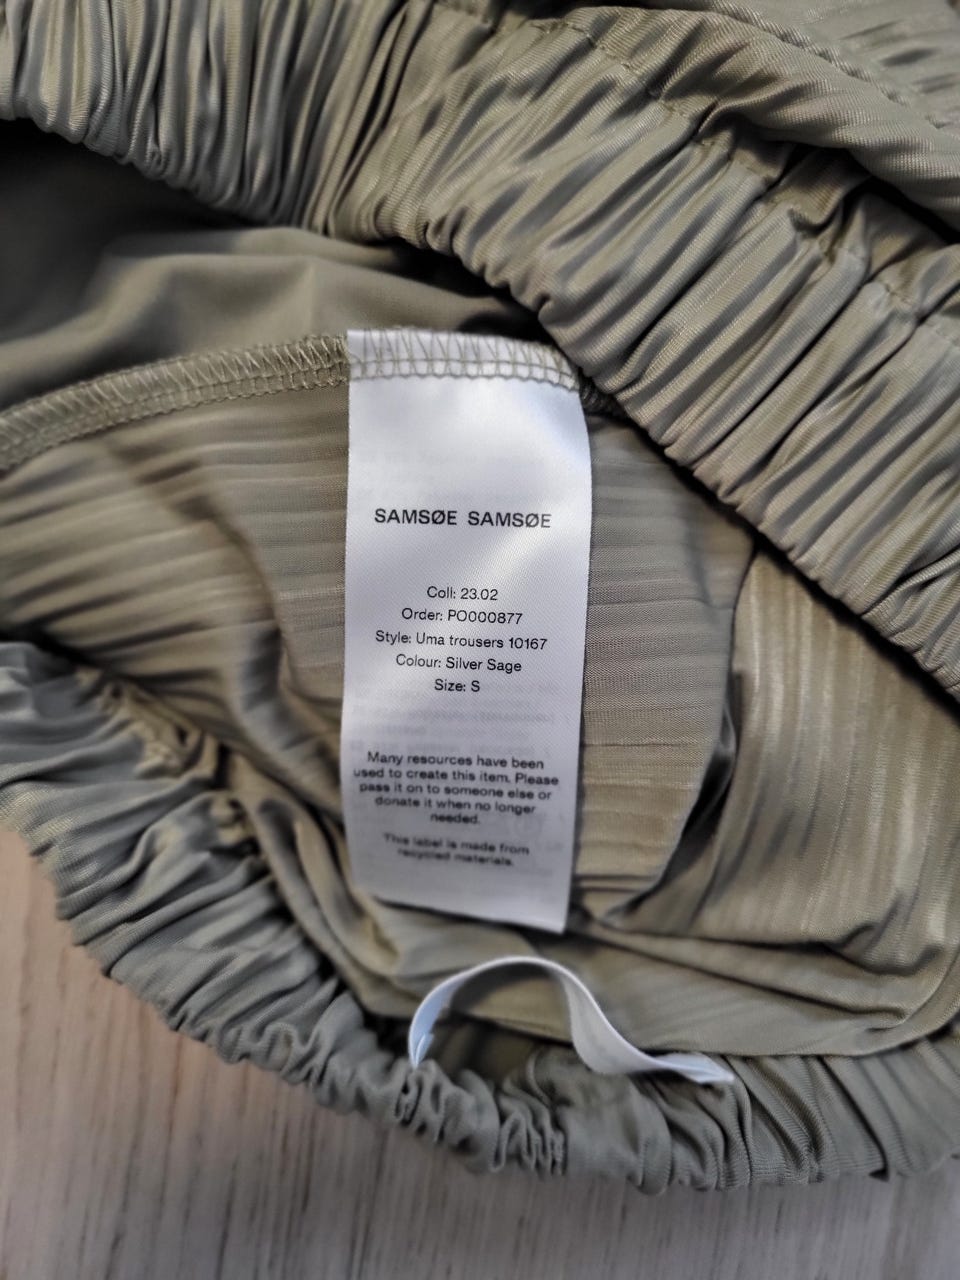 SAMSØE SAMSØE
Coll: 23.02
Order: PO000877
Style: Uma trousers 10167
Colour: Silver Sage
Size: S
Many resources have been
used to create this item. Please
pass it on to someone else or
donate it when no longer
needed.
This label is made from
recycled materials.